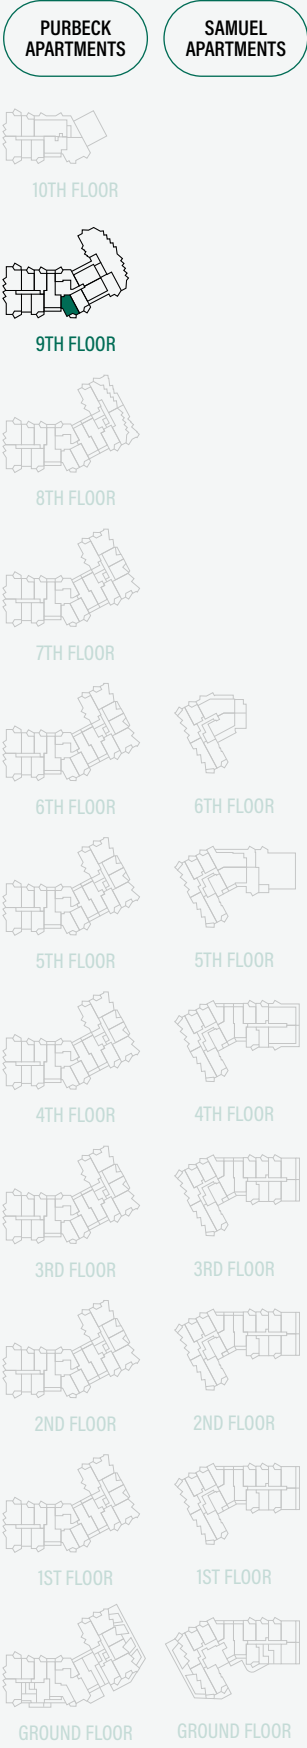 PURBECK
APARTMENTS
SAMUEL
APARTMENTS
10TH FLOOR
9TH FLOOR
8TH FLOOR
7TH FLOOR
6TH FLOOR
6TH FLOOR
5TH FLOOR
5TH FLOOR
4TH FLOOR
4TH FLOOR
3RD FLOOR
3RD FLOOR
2ND FLOOR
2ND FLOOR
1ST FLOOR
1ST FLOOR
GROUND FLOOR
GROUND FLOOR